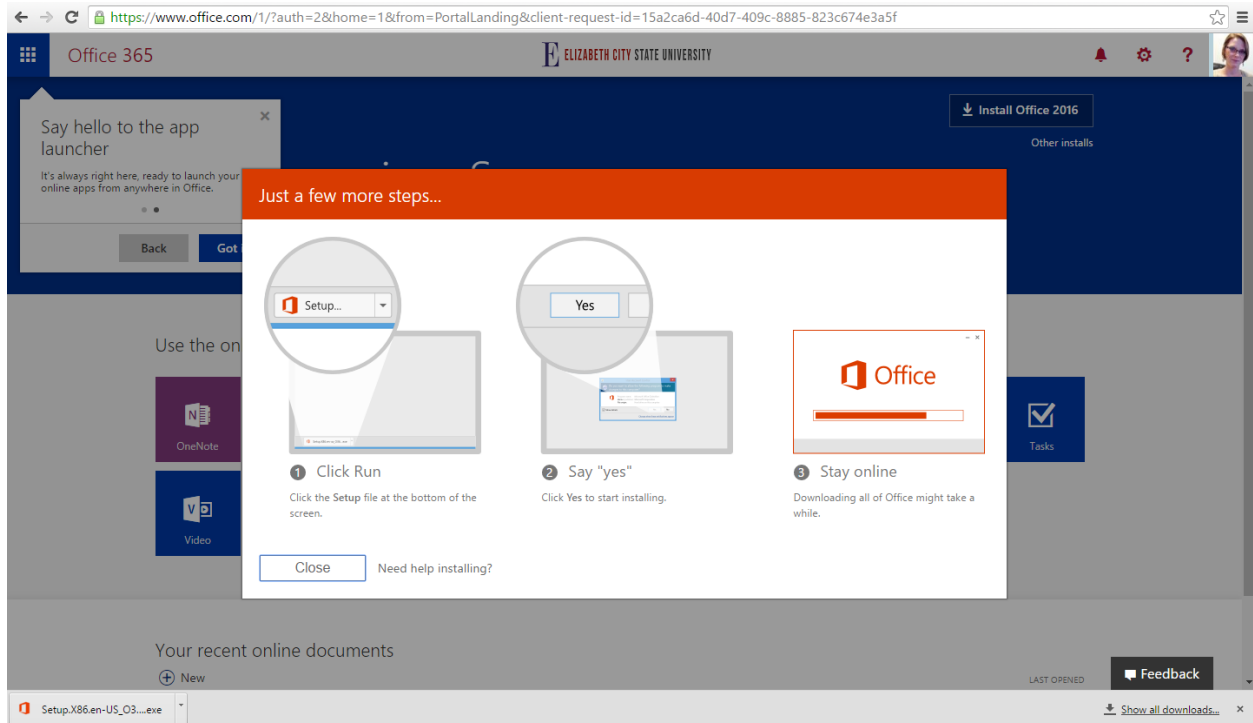 https://www.office.com/1/?auth=2&home=1&from=PortalLanding&client-request-id=15a2ca6d-40d7-409c-8885-823c674e3a5f
Office 365
E ELIZABETH CITY STATE UNIVERSITY
?
Say hello to the app
launcher
It's always right here, ready to launch your
online apps from anywhere in Office.
Back
Got
Install Office 2016
Other installs
Just a few more steps...
Setup...
Yes
Office
1 Click Run
Click the Setup file at the bottom of the
screen.
2 Say "yes"
Click Yes to start installing.
3 Stay online
Downloading all of Office might take a
while.
Close
Need help installing?
Use the on
OneNote
Video
Tasks
Your recent online documents
New
LAST OPENED
Feedback
Setup.X86.en-US_O3....exe
Show all downloads...